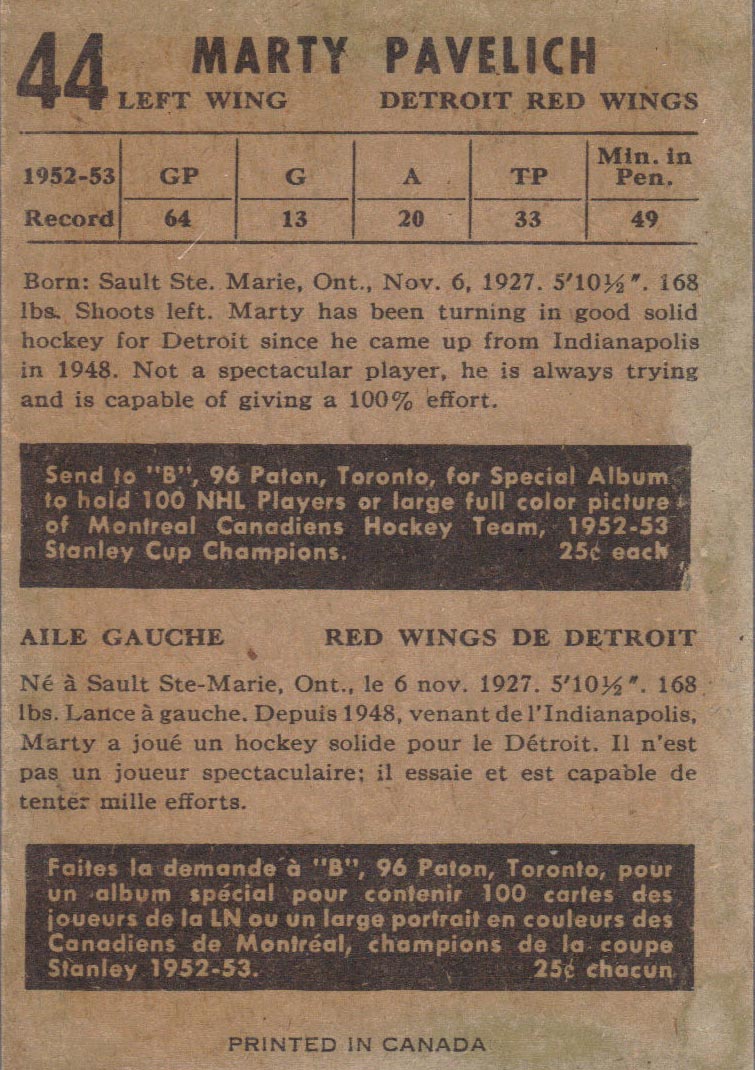 44 MARTY PAVELICH
LEFT WING DETROIT RED WINGS
1952-53 GP G A TP Min. in Pen.
Record 64 13 20 33 49
Born: Sault Ste. Marie, Ont., Nov. 6, 1927. 5'10½". 168
lbs. Shoots left. Marty has been turning in good solid
hockey for Detroit since he came up from Indianapolis
in 1948. Not a spectacular player, he is always trying
and is capable of giving a 100% effort.
Send to "B", 96 Paton, Toronto, for Special Album
to hold 100 NHL Players or large full color picture
of Montreal Canadiens Hockey Team, 1952-53
Stanley Cup Champions. 25¢ each
AILE GAUCHE RED WINGS DE DETROIT
Né à Sault Ste-Marie, Ont., le 6 nov. 1927. 5'10½". 168
lbs. Lance à gauche. Depuis 1948, venant de l'Indianapolis,
Marty a joué un hockey solide pour le Détroit. Il n'est
pas un joueur spectaculaire; il essaie et est capable de
tenter mille efforts.
Faites la demande à "B", 96 Paton, Toronto, pour
un album spécial pour contenir 100 cartes des
joueurs de la LN ou un large portrait en couleurs des
Canadiens de Montréal, champions de la coupe
Stanley 1952-53. 25¢ chacun
PRINTED IN CANADA